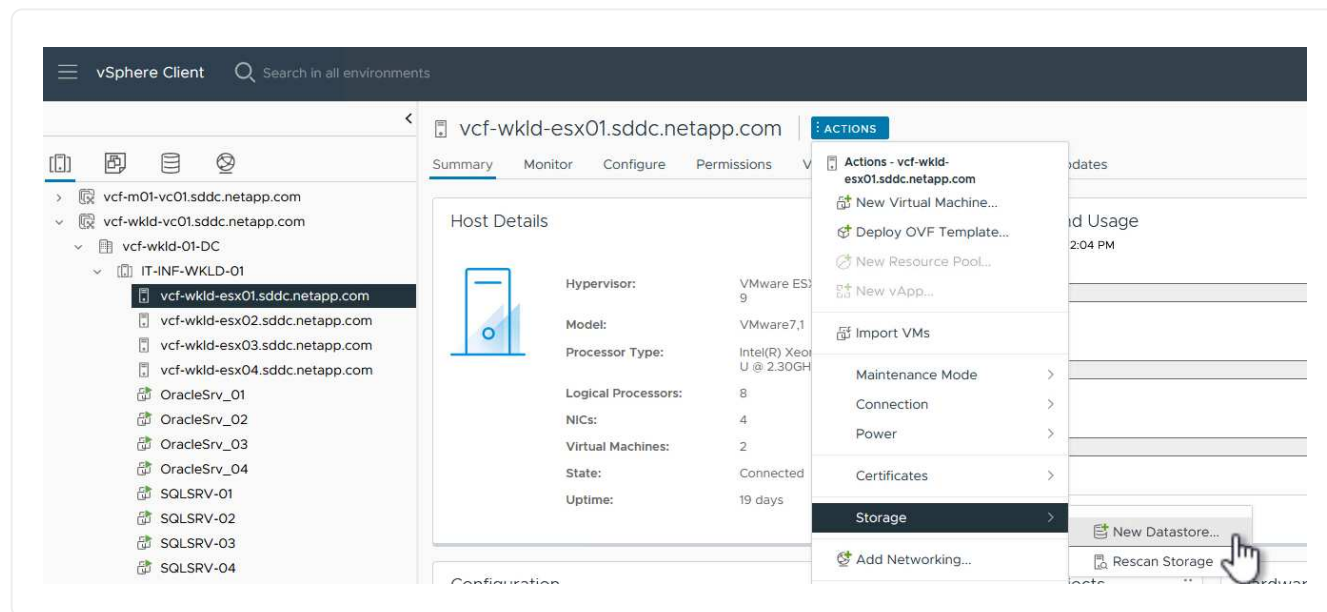 vSphere Client
Search in all environments
vcf-m01-vc01.sddc.netapp.com
vcf-wkld-vc01.sddc.netapp.com
vcf-wkld-01-DC
IT-INF-WKLD-01
vcf-wkld-esx01.sddc.netapp.com
vcf-wkld-esx02.sddc.netapp.com
vcf-wkld-esx03.sddc.netapp.com
vcf-wkld-esx04.sddc.netapp.com
OracleSrv_01
OracleSrv_02
OracleSrv_03
OracleSrv_04
SQLSRV-01
SQLSRV-02
SQLSRV-03
SQLSRV-04
vcf-wkld-esx01.sddc.netapp.com
ACTIONS
Summary Monitor Configure Permissions
Host Details
Hypervisor: VMware ESX
9
Model: VMware7,1
Processor Type: Intel(R) Xeo
U @ 2.30GH
Logical Processors: 8
NICs: 4
Virtual Machines: 2
State: Connected
Uptime: 19 days
Configuration
Actions - vcf-wkld-
esx01.sddc.netapp.com
New Virtual Machine...
Deploy OVF Template...
New Resource Pool...
New vApp...
Import VMs
Maintenance Mode
Connection
Power
Certificates
Storage
Add Networking...
New Datastore...
Rescan Storage
dates
d Usage
2:04 PM